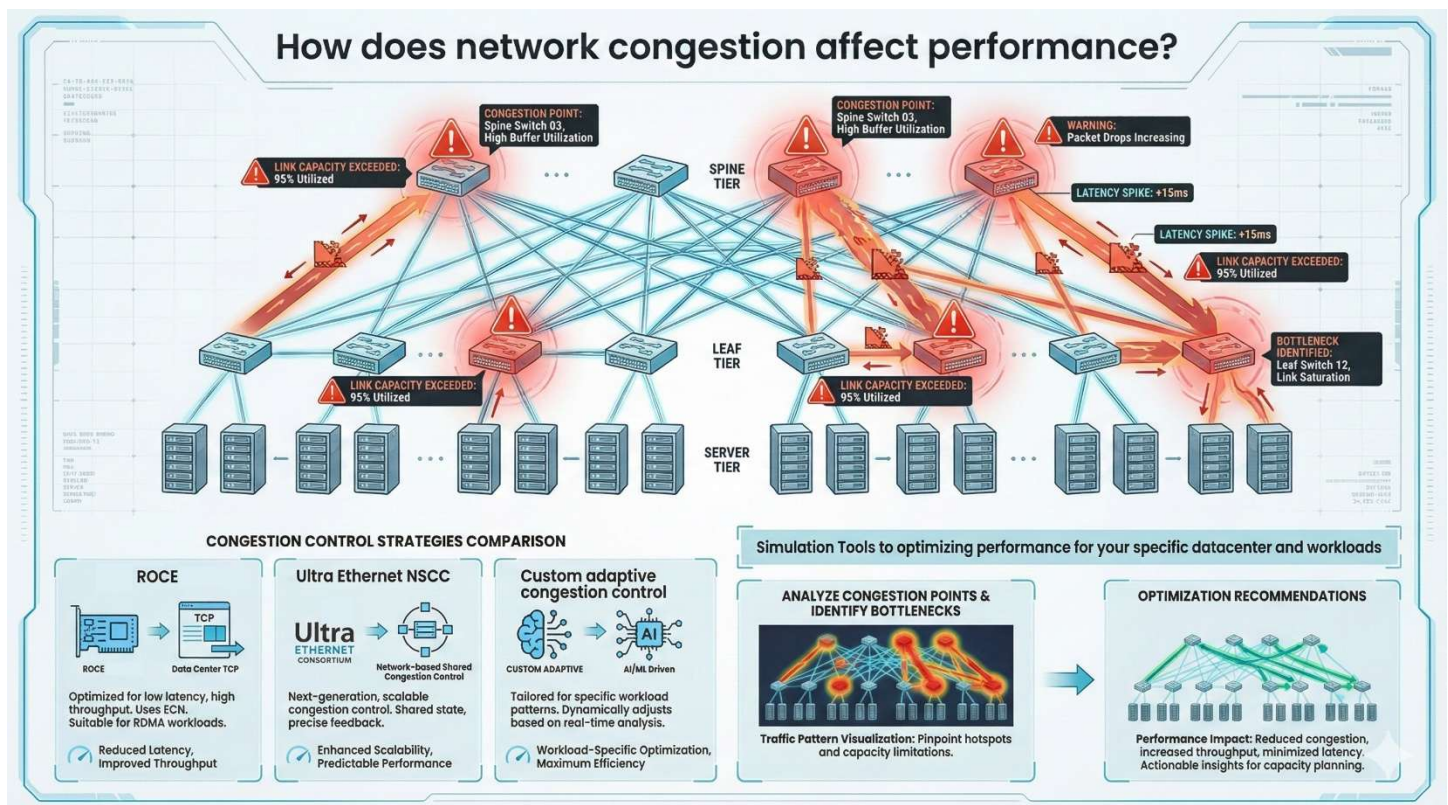 How does network congestion affect performance?
CONGESTION POINT:
Spine Switch 03,
High Buffer Utilization
CONGESTION POINT:
Spine Switch 03,
High Buffer Utilization
WARNING:
Packet Drops Increasing
LINK CAPACITY EXCEEDED:
95% Utilized
SPINE
TIER
LATENCY SPIKE: +15ms
LATENCY SPIKE: +15ms
LINK CAPACITY EXCEEDED:
95% Utilized
LEAF
TIER
BOTTLENECK
IDENTIFIED:
Leaf Switch 12,
Link Saturation
LINK CAPACITY EXCEEDED:
95% Utilized
LINK CAPACITY EXCEEDED:
95% Utilized
SERVER
TIER
CONGESTION CONTROL STRATEGIES COMPARISON
ROCE
TCP
ROCE
Data Center TCP
Optimized for low latency, high
throughput. Uses ECN.
Suitable for RDMA workloads.
Reduced Latency,
Improved Throughput
Ultra Ethernet NSCC
Ultra
ETHERNET
CONSORTIUM
Network-based Shared
Congestion Control
Next-generation, scalable
congestion control. Shared state,
precise feedback.
Enhanced Scalability,
Predictable Performance
Custom adaptive
congestion control
AI
CUSTOM ADAPTIVE
AI/ML Driven
Tailored for specific workload
patterns. Dynamically adjusts
based on real-time analysis.
Workload-Specific Optimization,
Maximum Efficiency
Simulation Tools to optimizing performance for your specific datacenter and workloads
ANALYZE CONGESTION POINTS &
IDENTIFY BOTTLENECKS
Traffic Pattern Visualization: Pinpoint hotspots
and capacity limitations.
OPTIMIZATION RECOMMENDATIONS
Performance Impact: Reduced congestion,
increased throughput, minimized latency.
Actionable insights for capacity planning.